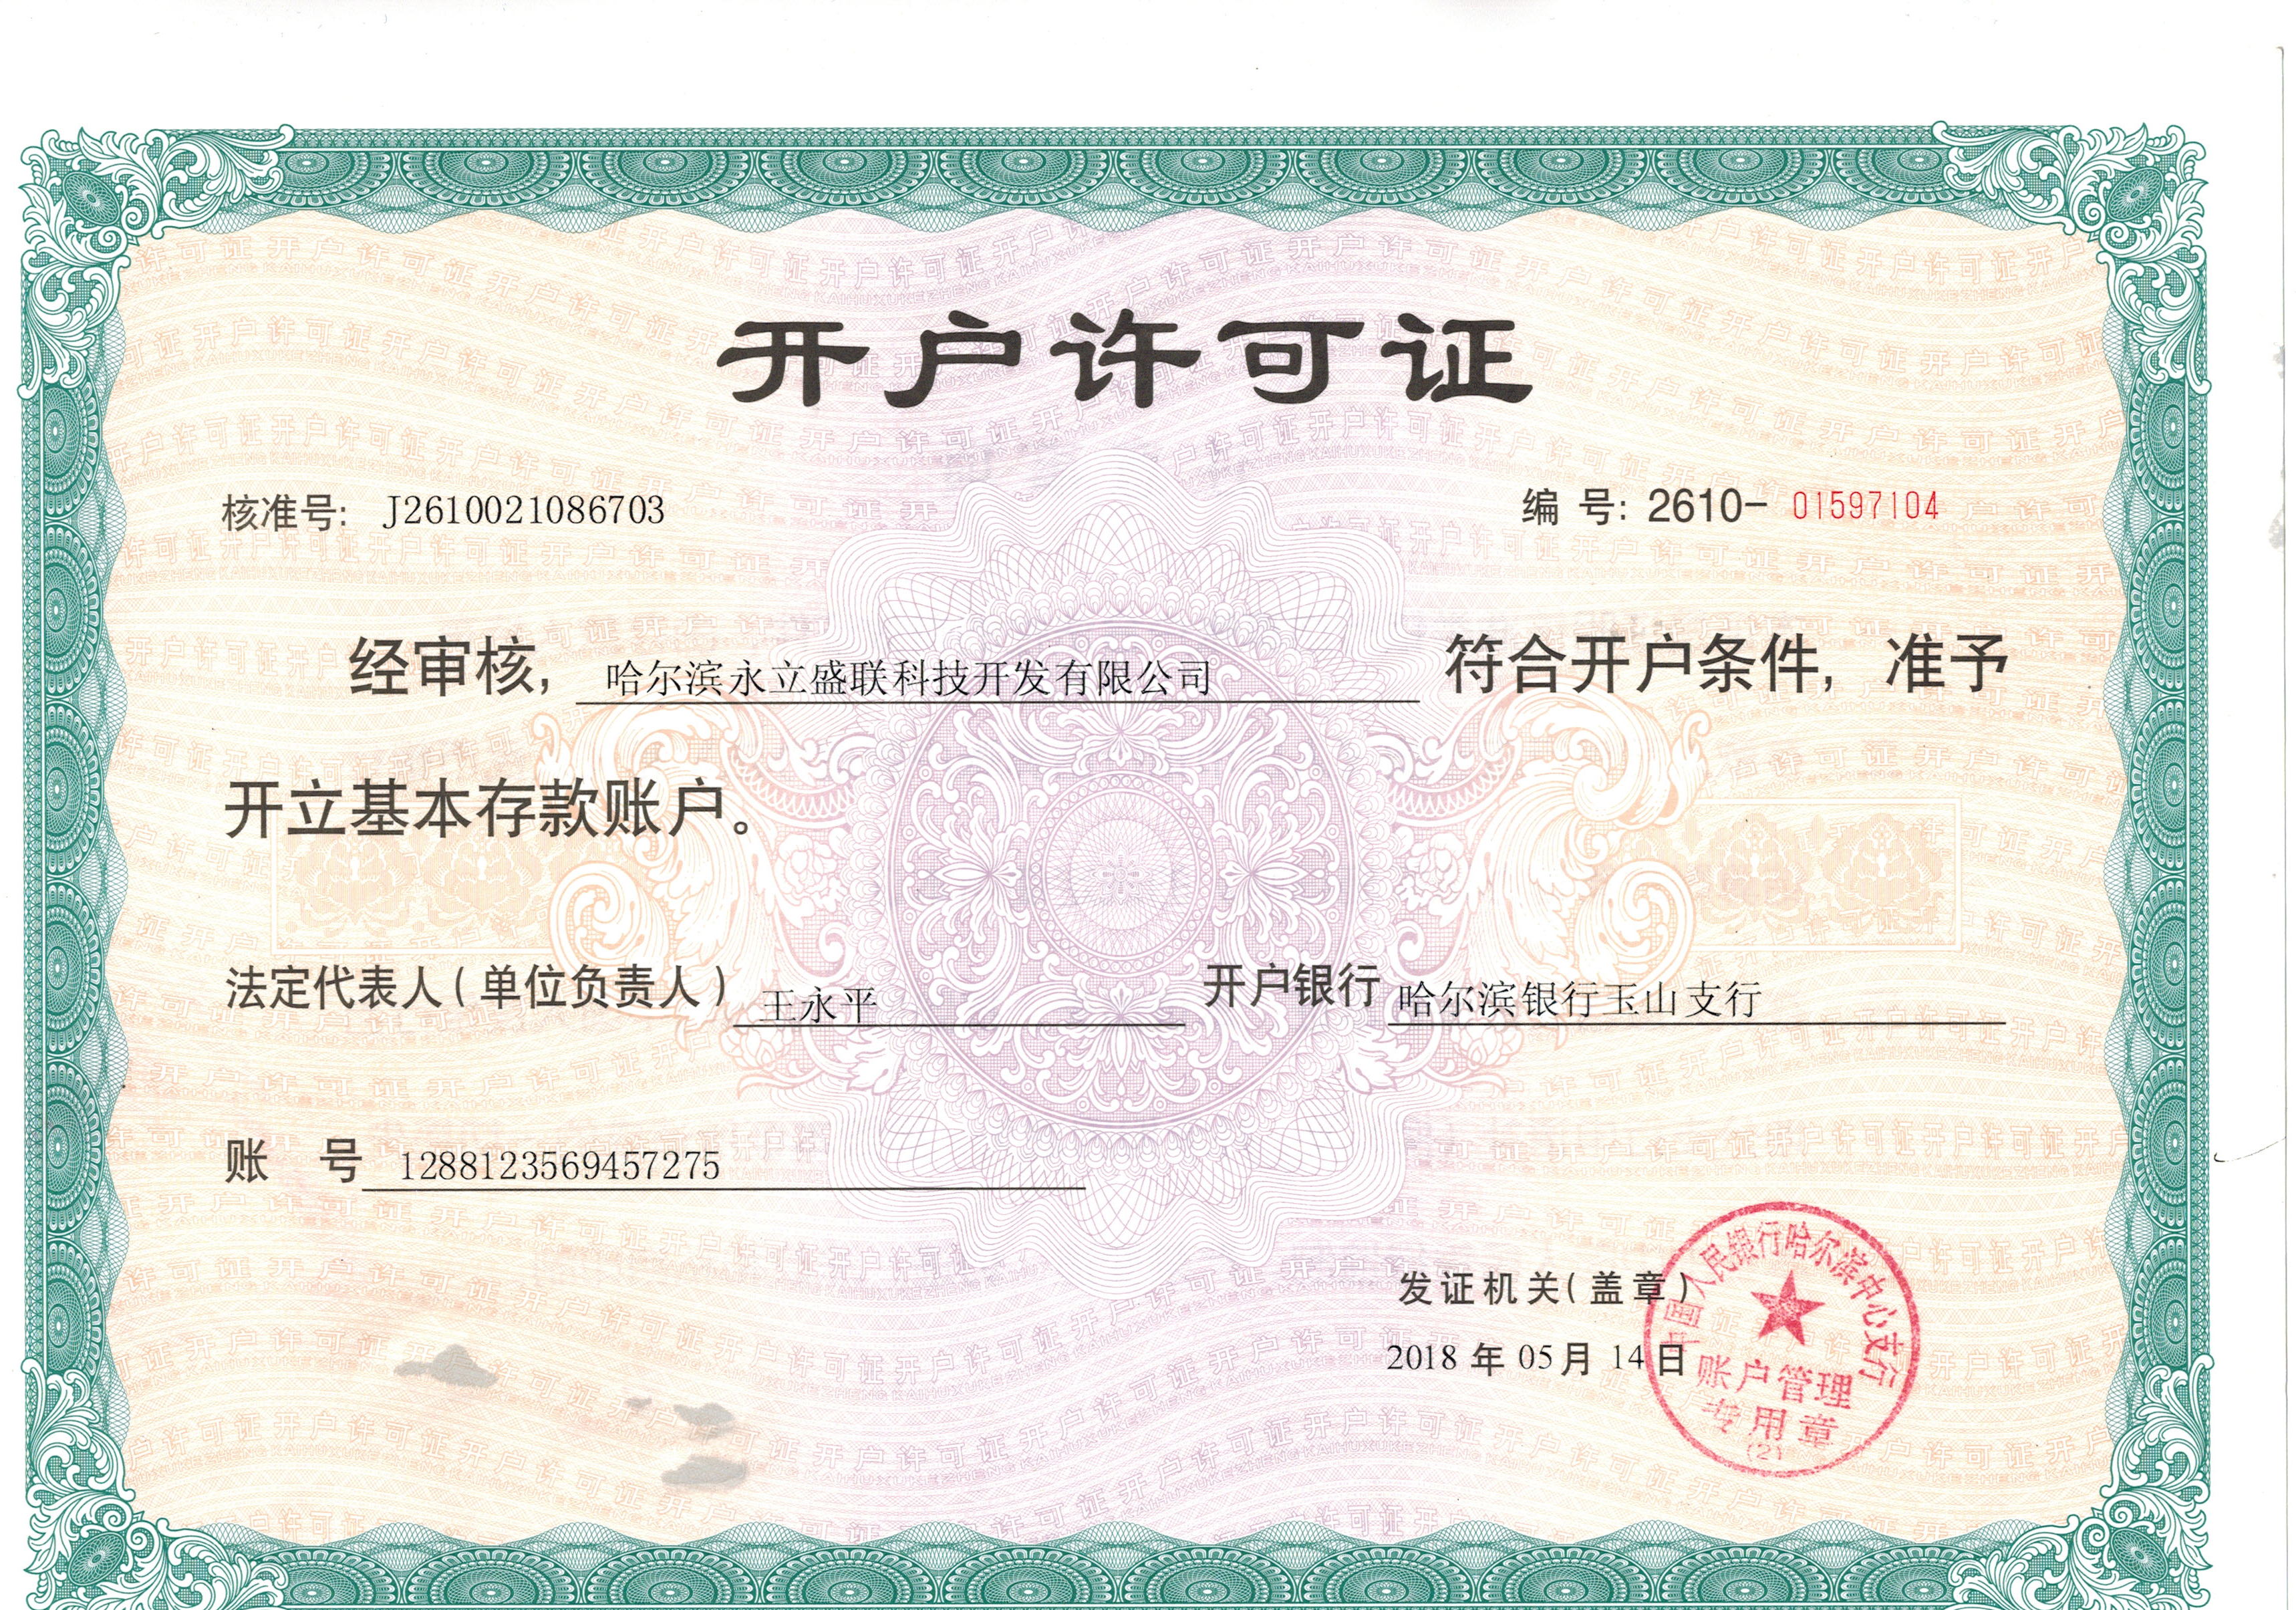 开户许可证
核准号: J2610021086703
编 号: 2610- 01597104
经审核, 哈尔滨永立盛联科技开发有限公司 符合开户条件, 准予
开立基本存款账户。
法定代表人(单位负责人) 王永平 开户银行 哈尔滨银行玉山支行
账 号 1288123569457275
发证机关(盖章)
2018 年 05 月 14 日
中国人民银行哈尔滨中心支行
账户管理
专用章
(2)